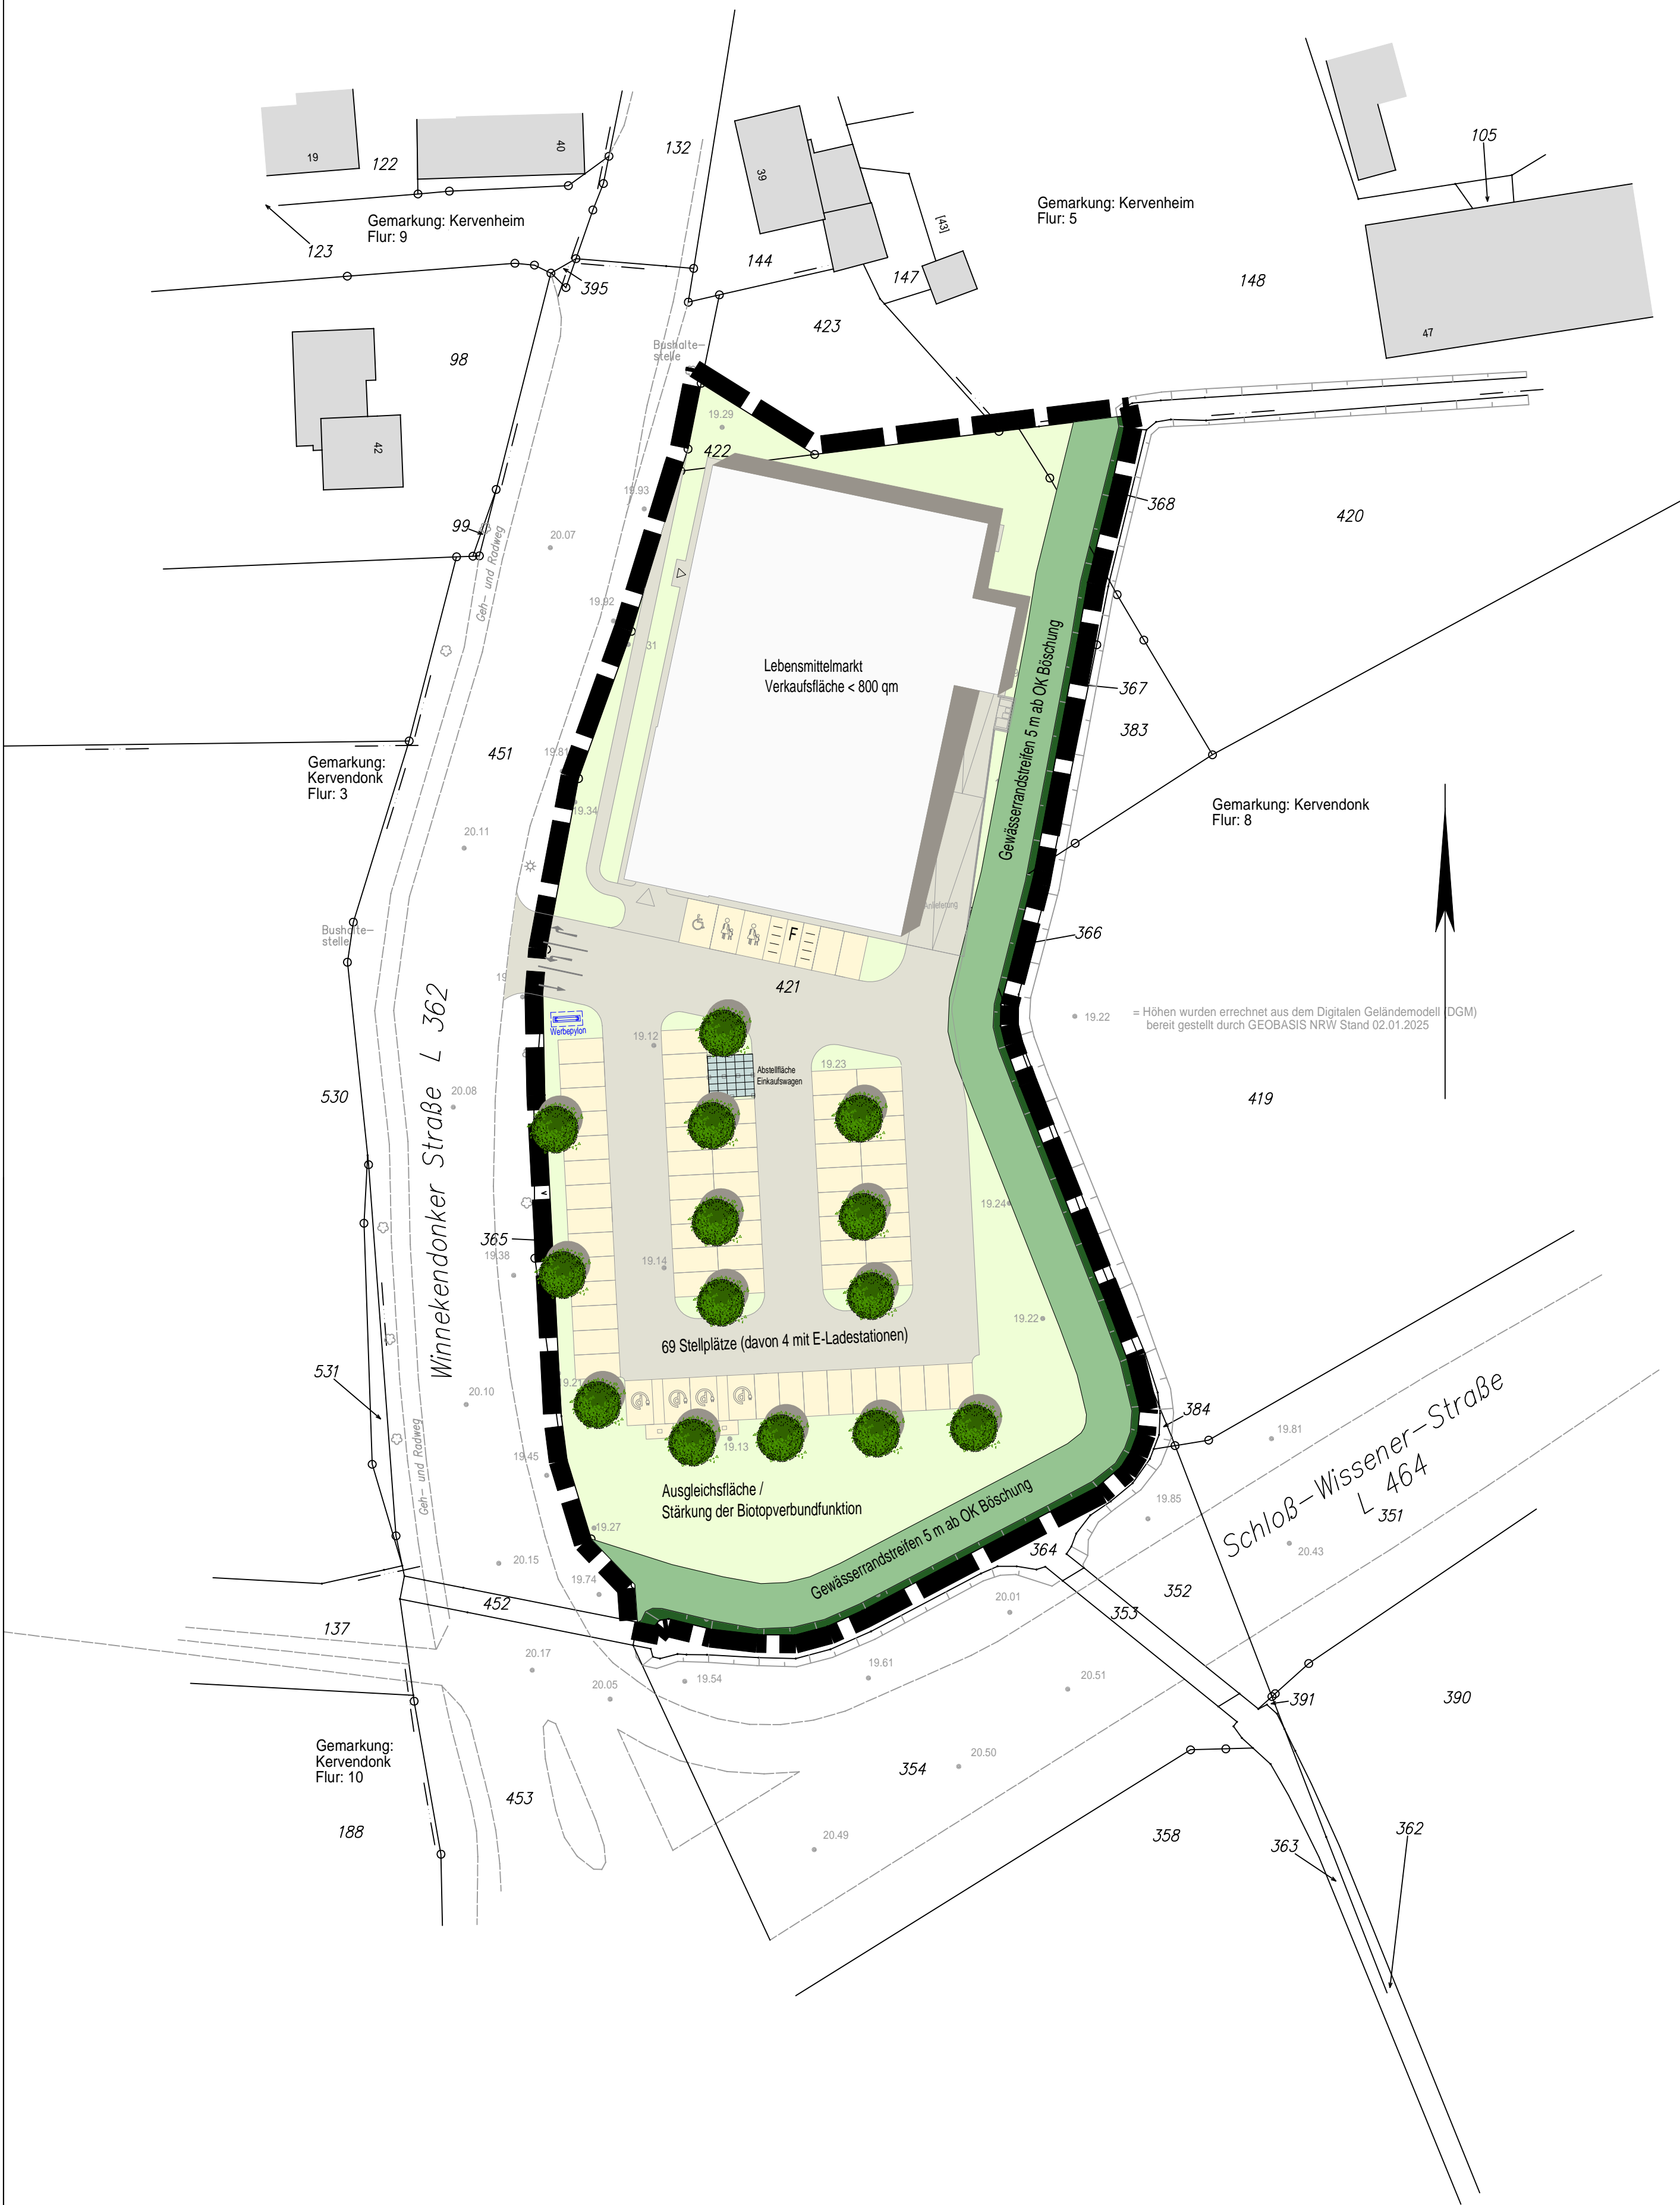 105
132
40
39
19
122
Gemarkung: Kervenheim
Flur: 5
Gemarkung: Kervenheim
Flur: 9
[43]
123
144
147
148
395
423
47
Bushalte-
stelle
98
19.29
42
422
19.93
368
99
20.07
420
Geh- und Radweg
19.92
31
Lebensmittelmarkt
Verkaufsfläche < 800 qm
367
383
Gewässerrandstreifen 5 m ab OK Böschung
451
19.81
Gemarkung:
Kervendonk
Flur: 3
19.34
Gemarkung: Kervendonk
Flur: 8
20.11
Anlieferung
Bushalte-
stelle
F
366
421
19.22
= Höhen wurden errechnet aus dem Digitalen Geländemodell (DGM)
bereit gestellt durch GEOBASIS NRW Stand 02.01.2025
Werbepylon
19.12
19.23
Abstellfläche
Einkaufswagen
Winnekendonker Straße L 362
530
20.08
419
19.24
365
19.38
19.14
19.22
69 Stellplätze (davon 4 mit E-Ladestationen)
531
19.21
20.10
384
19.81
19.13
Schloß-Wissener-Straße
L 464
351
Geh- und Radweg
19.45
Ausgleichsfläche /
Stärkung der Biotopverbundfunktion
19.85
19.27
Gewässerrandstreifen 5 m ab OK Böschung
364
20.43
20.15
19.74
352
452
20.01
353
137
20.17
19.61
19.54
20.51
20.05
391
390
Gemarkung:
Kervendonk
Flur: 10
20.50
354
453
188
20.49
358
363
362